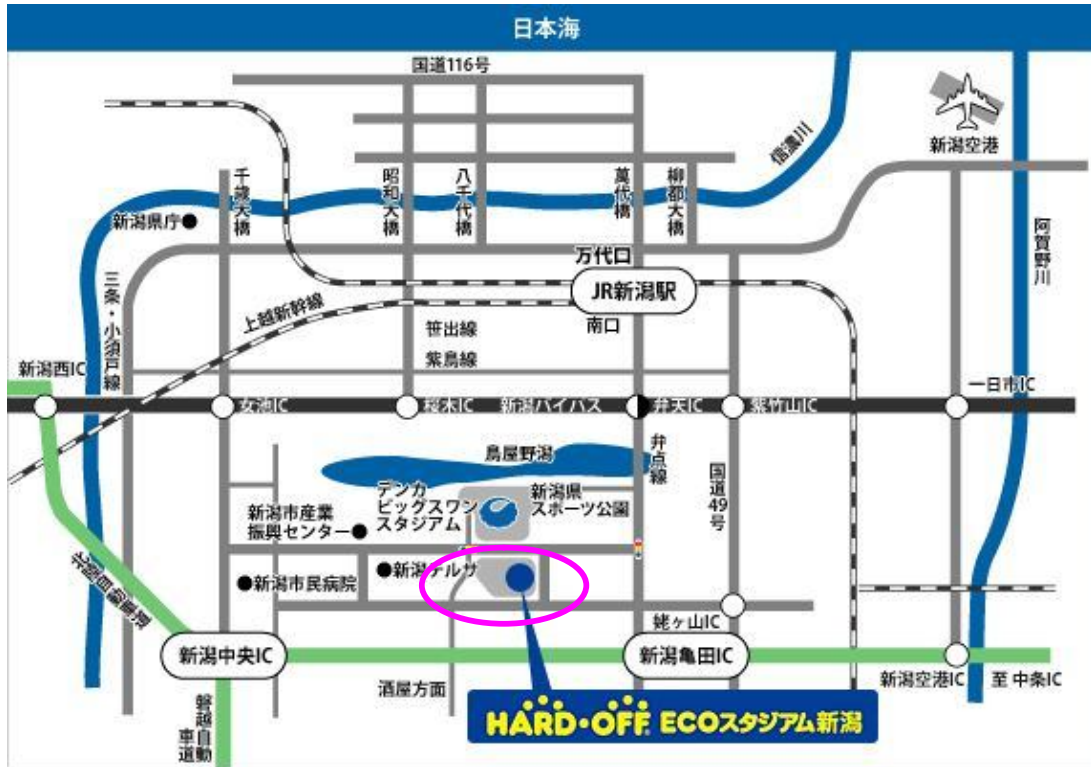 日本海
国道116号
新潟空港
信濃川
千歳大橋
昭和大橋
八千代橋
萬代橋
柳都大橋
新潟県庁
阿賀野川
万代口
JR新潟駅
南口
三条・小須戸線
上越新幹線
笹出線
紫鳥線
新潟西IC
一日市IC
女池IC
桜木IC
新潟バイパス
弁天IC
紫竹山IC
鳥屋野潟
弁点線
国道49号
デンカ
ビッグスワン
スタジアム
新潟県
スポーツ公園
新潟市産業
振興センター
新潟市民病院
新潟テルサ
北陸自動車道
姥ヶ山IC
新潟中央IC
新潟亀田IC
新潟空港IC
至 中条IC
酒屋方面
磐越自動
車道
HARD・OFF ECOスタジアム新潟